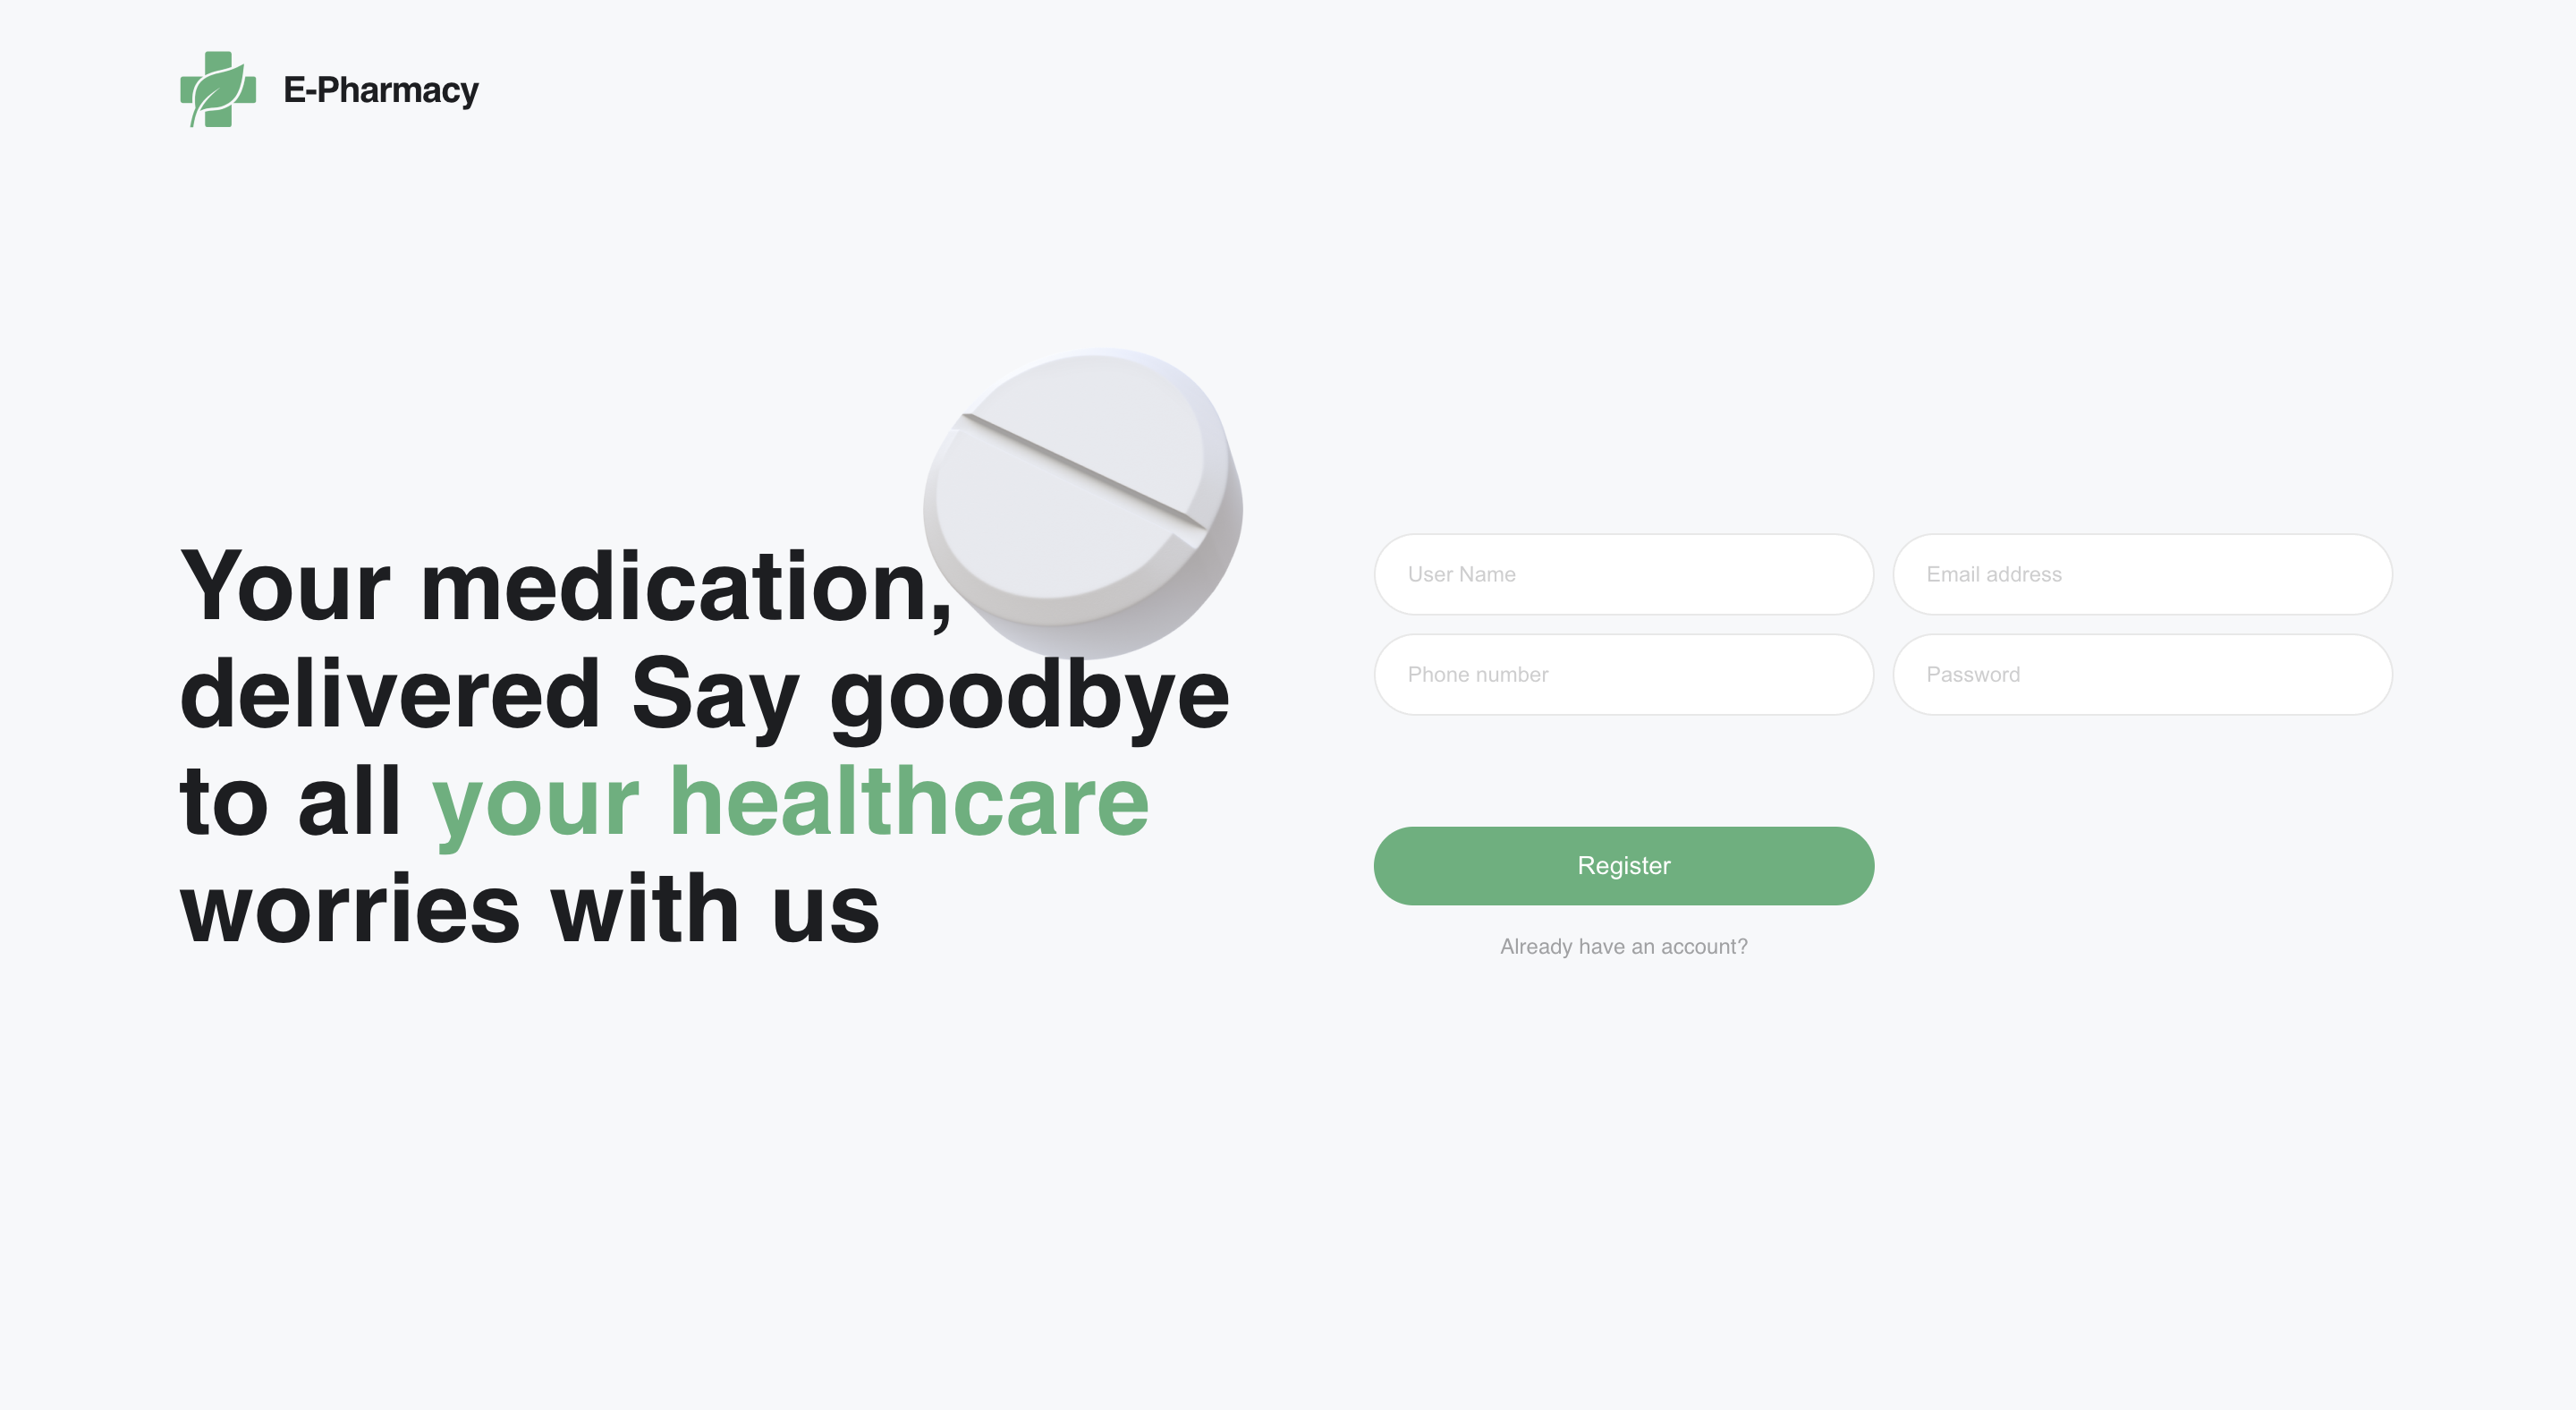 E-Pharmacy
Your medication,
delivered Say goodbye
to all your healthcare
worries with us
User Name
Email address
Phone number
Password
Register
Already have an account?